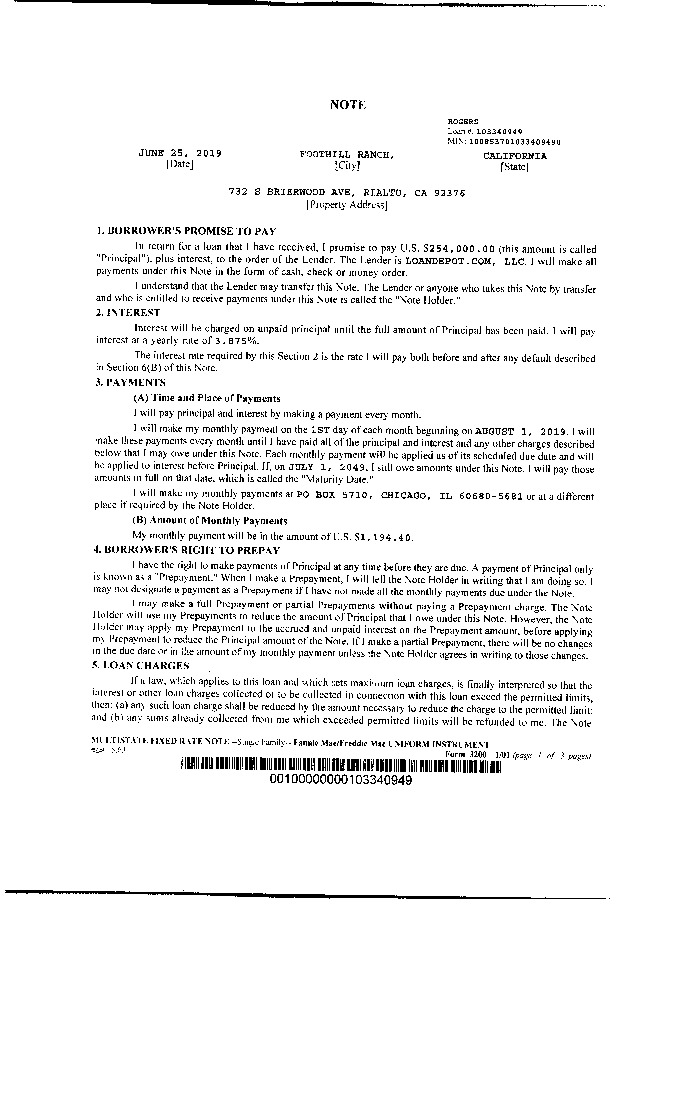 NOTE
ROGERS
Loan #: 103340949
MIN: 100853701033409490
JUNE 25, 2019 FOOTHILL RANCH, CALIFORNIA
[Date] [City] [State]
732 S BRIERWOOD AVE, RIALTO, CA 92376
[Property Address]
1. BORROWER'S PROMISE TO PAY
In return for a loan that I have received, I promise to pay U.S. $254,000.00 (this amount is called
"Principal"), plus interest, to the order of the Lender. The Lender is LOANDEPOT.COM, LLC. I will make all
payments under this Note in the form of cash, check or money order.
I understand that the Lender may transfer this Note. The Lender or anyone who takes this Note by transfer
and who is entitled to receive payments under this Note is called the "Note Holder."
2. INTEREST
Interest will be charged on unpaid principal until the full amount of Principal has been paid. I will pay
interest at a yearly rate of 3.875%.
The interest rate required by this Section 2 is the rate I will pay both before and after any default described
in Section 6(B) of this Note.
3. PAYMENTS
(A) Time and Place of Payments
I will pay principal and interest by making a payment every month.
I will make my monthly payment on the 1ST day of each month beginning on AUGUST 1, 2019. I will
make these payments every month until I have paid all of the principal and interest and any other charges described
below that I may owe under this Note. Each monthly payment will be applied as of its scheduled due date and will
be applied to interest before Principal. If, on JULY 1, 2049, I still owe amounts under this Note, I will pay those
amounts in full on that date, which is called the "Maturity Date."
I will make my monthly payments at PO BOX 5710, CHICAGO, IL 60680-5681 or at a different
place if required by the Note Holder.
(B) Amount of Monthly Payments
My monthly payment will be in the amount of U.S. $1,194.40.
4. BORROWER'S RIGHT TO PREPAY
I have the right to make payments of Principal at any time before they are due. A payment of Principal only
is known as a "Prepayment." When I make a Prepayment, I will tell the Note Holder in writing that I am doing so. I
may not designate a payment as a Prepayment if I have not made all the monthly payments due under the Note.
I may make a full Prepayment or partial Prepayments without paying a Prepayment charge. The Note
Holder will use my Prepayments to reduce the amount of Principal that I owe under this Note. However, the Note
Holder may apply my Prepayment to the accrued and unpaid interest on the Prepayment amount, before applying
my Prepayment to reduce the Principal amount of the Note. If I make a partial Prepayment, there will be no changes
in the due date or in the amount of my monthly payment unless the Note Holder agrees in writing to those changes.
5. LOAN CHARGES
If a law, which applies to this loan and which sets maximum loan charges, is finally interpreted so that the
interest or other loan charges collected or to be collected in connection with this loan exceed the permitted limits,
then: (a) any such loan charge shall be reduced by the amount necessary to reduce the charge to the permitted limit;
and (b) any sums already collected from me which exceeded permitted limits will be refunded to me. The Note
MULTISTATE FIXED RATE NOTE --Single Family-- Fannie Mae/Freddie Mac UNIFORM INSTRUMENT
Form 3200 1/01 (page 1 of 3 pages)
00100000000103340949